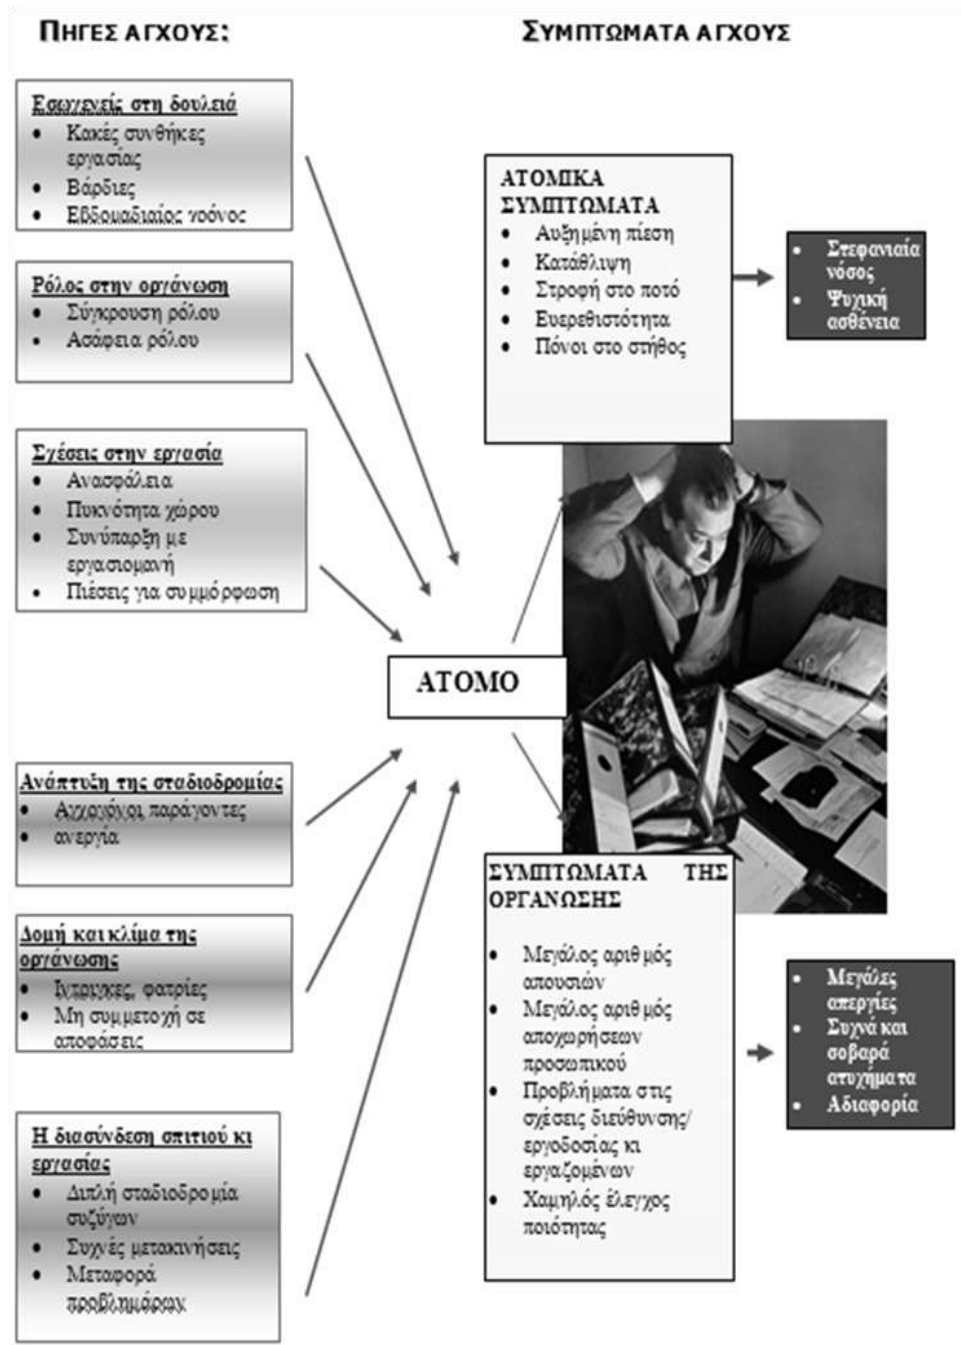 ΠΗΓΕΣ ΑΓΧΟΥΣ:
Εσωγενείς στη δουλειά
• Κακές συνθήκες
εργασίας
• Βάρδιες
• Εβδομαδιαίος χρόνος
Ρόλος στην οργάνωση
• Σύγκρουση ρόλου
• Ασάφεια ρόλου
Σχέσεις στην εργασία
• Ανασφάλεια
• Πυκνότητα χώρου
• Συνύπαρξη με
εργασιομανή
• Πιέσεις για συμμόρφωση
Ανάπτυξη της σταδιοδρομίας
• Αγχογόνοι παράγοντες
• ανεργία
Δομή και κλίμα της
οργάνωσης
• Ιντριγκες, φατρίες
• Μη συμμετοχή σε
αποφάσεις
Η διασύνδεση σπιτιού κι
εργασίας
• Διπλή σταδιοδρομία
συζύγων
• Συχνές μετακινήσεις
• Μεταφορά
προβλημάρων
ΑΤΟΜΟ
ΣΥΜΠΤΩΜΑΤΑ ΑΓΧΟΥΣ
ΑΤΟΜΙΚΑ
ΣΥΜΠΤΩΜΑΤΑ
• Αυξημένη πίεση
• Κατάθλιψη
• Στροφή στο ποτό
• Ευερεθιστότητα
• Πόνοι στο στήθος
• Στεφανιαία
νόσος
• Ψυχική
ασθένεια
ΣΥΜΠΤΩΜΑΤΑ ΤΗΣ
ΟΡΓΑΝΩΣΗΣ
• Μεγάλος αριθμός
απουσιών
• Μεγάλος αριθμός
αποχωρήσεων
προσωπικού
• Προβλήματα στις
σχέσεις διεύθυνσης/
εργοδοσίας κι
εργαζομένων
• Χαμηλός έλεγχος
ποιότητας
• Μεγάλες
απεργίες
• Συχνά και
σοβαρά
ατυχήματα
• Αδιαφορία